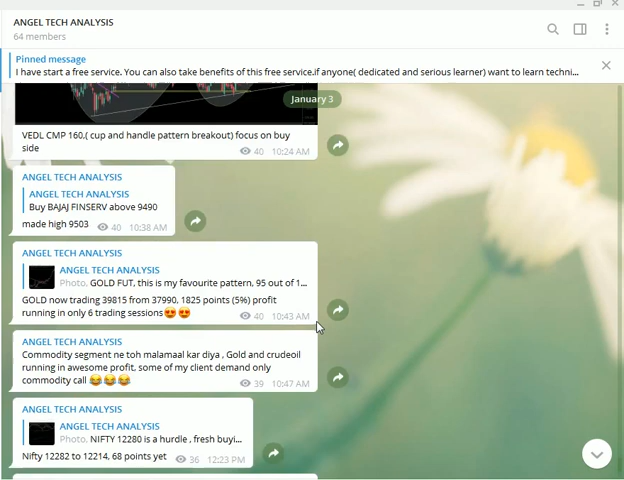 ANGEL TECH ANALYSIS
64 members
Pinned message
I have start a free service. You can also take benefits of this free service.if anyone( dedicated and serious learner) want to learn techni...
January 3
VEDL CMP 160,( cup and handle pattern breakout) focus on buy
side
40 10:24 AM
ANGEL TECH ANALYSIS
ANGEL TECH ANALYSIS
Buy BAJAJ FINSERV above 9490
made high 9503 40 10:38 AM
ANGEL TECH ANALYSIS
ANGEL TECH ANALYSIS
Photo, GOLD FUT, this is my favourite pattern, 95 out of 1...
GOLD now trading 39815 from 37990, 1825 points (5%) profit
running in only 6 trading sessions😍😍
40 10:43 AM
ANGEL TECH ANALYSIS
Commodity segment ne toh malamaal kar diya , Gold and crudeoil
running in awesome profit, some of my client demand only
commodity call 😂😂😂
39 10:47 AM
ANGEL TECH ANALYSIS
ANGEL TECH ANALYSIS
Photo, NIFTY 12280 is a hurdle , fresh buyi...
Nifty 12282 to 12214, 68 points yet 36 12:23 PM